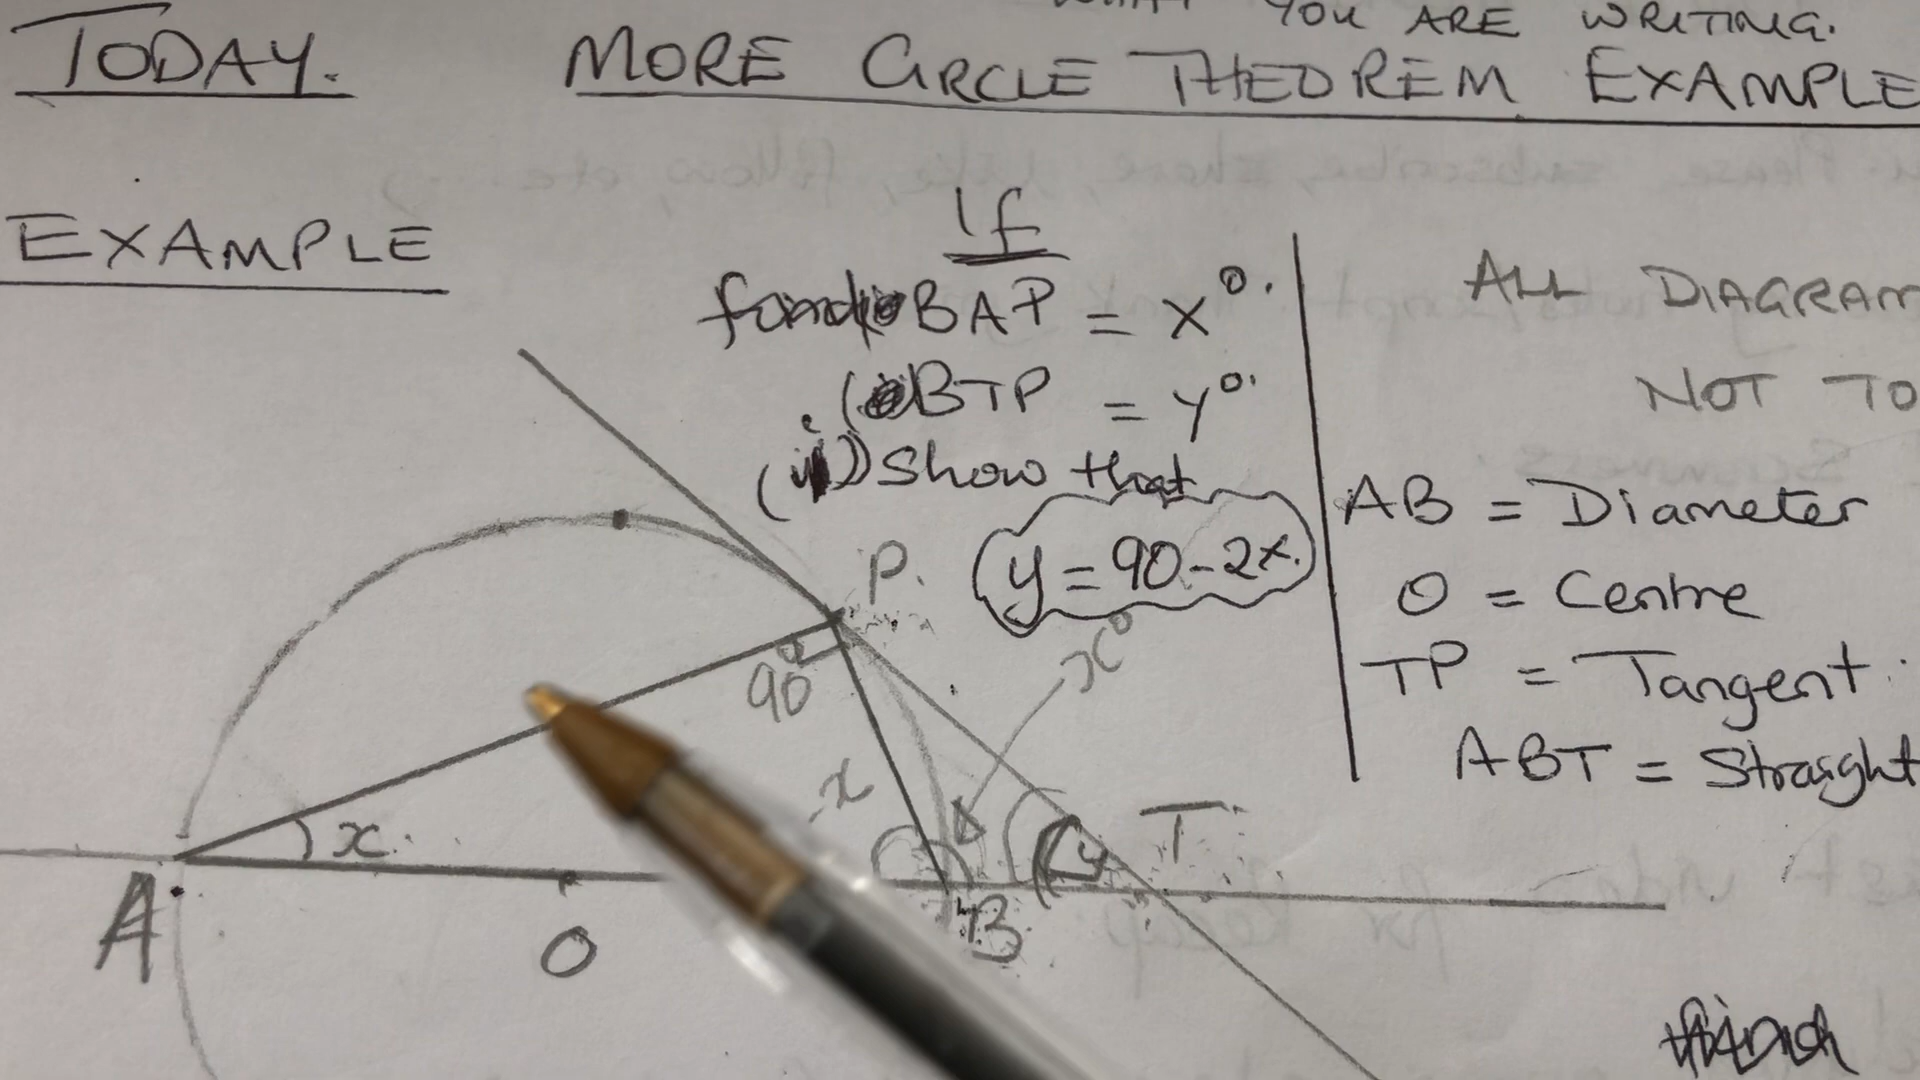 YOU ARE WRITING.
TODAY. MORE CIRCLE THEOREM EXAMPLE
EXAMPLE
If
BAP = x°.
BTP = y°.
Show that
y = 90 - 2x.
ALL DIAGRAM
NOT TO
AB = Diameter
O = Centre
TP = Tangent.
ABT = Straight
P.
90°
x°
x
x.
y
T.
A
O
B